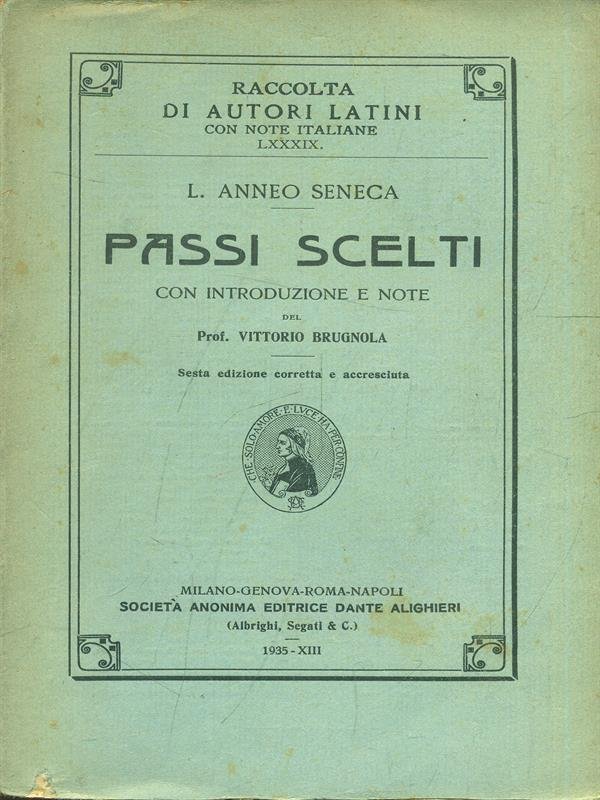 RACCOLTA
DI AUTORI LATINI
CON NOTE ITALIANE
LXXXIX.
L. ANNEO SENECA
PASSI SCELTI
CON INTRODUZIONE E NOTE
DEL
Prof. VITTORIO BRUGNOLA
Sesta edizione corretta e accresciuta
CHE·SOLO·AMORE·E·LVCE·HA·PER·CONFINE
MILANO-GENOVA-ROMA-NAPOLI
SOCIETÀ ANONIMA EDITRICE DANTE ALIGHIERI
(Albrighi, Segati & C.)
1935-XIII